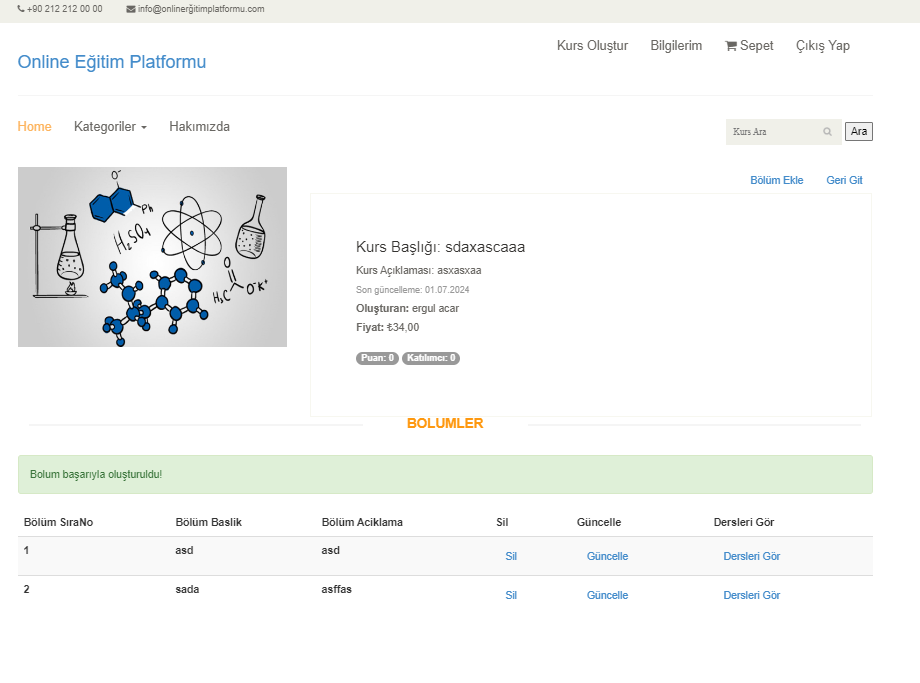 +90 212 212 00 00 info@onlinerğitimplatformu.com
Kurs Oluştur Bilgilerim Sepet Çıkış Yap
Online Eğitim Platformu
Home Kategoriler Hakımızda
Kurs Ara Ara
Bölüm Ekle Geri Git
O⁻
Ph
H₂SO₄
O
H₃C O⁻K⁺
Kurs Başlığı: sdaxascaaa
Kurs Açıklaması: asxasxaa
Son güncelleme: 01.07.2024
Oluşturan: ergul acar
Fiyat: ₺34,00
Puan: 0 Katılımcı: 0
BOLUMLER
Bolum başarıyla oluşturuldu!
Bölüm SıraNo Bölüm Baslik Bölüm Aciklama Sil Güncelle Dersleri Gör
1 asd asd Sil Güncelle Dersleri Gör
2 sada asffas Sil Güncelle Dersleri Gör